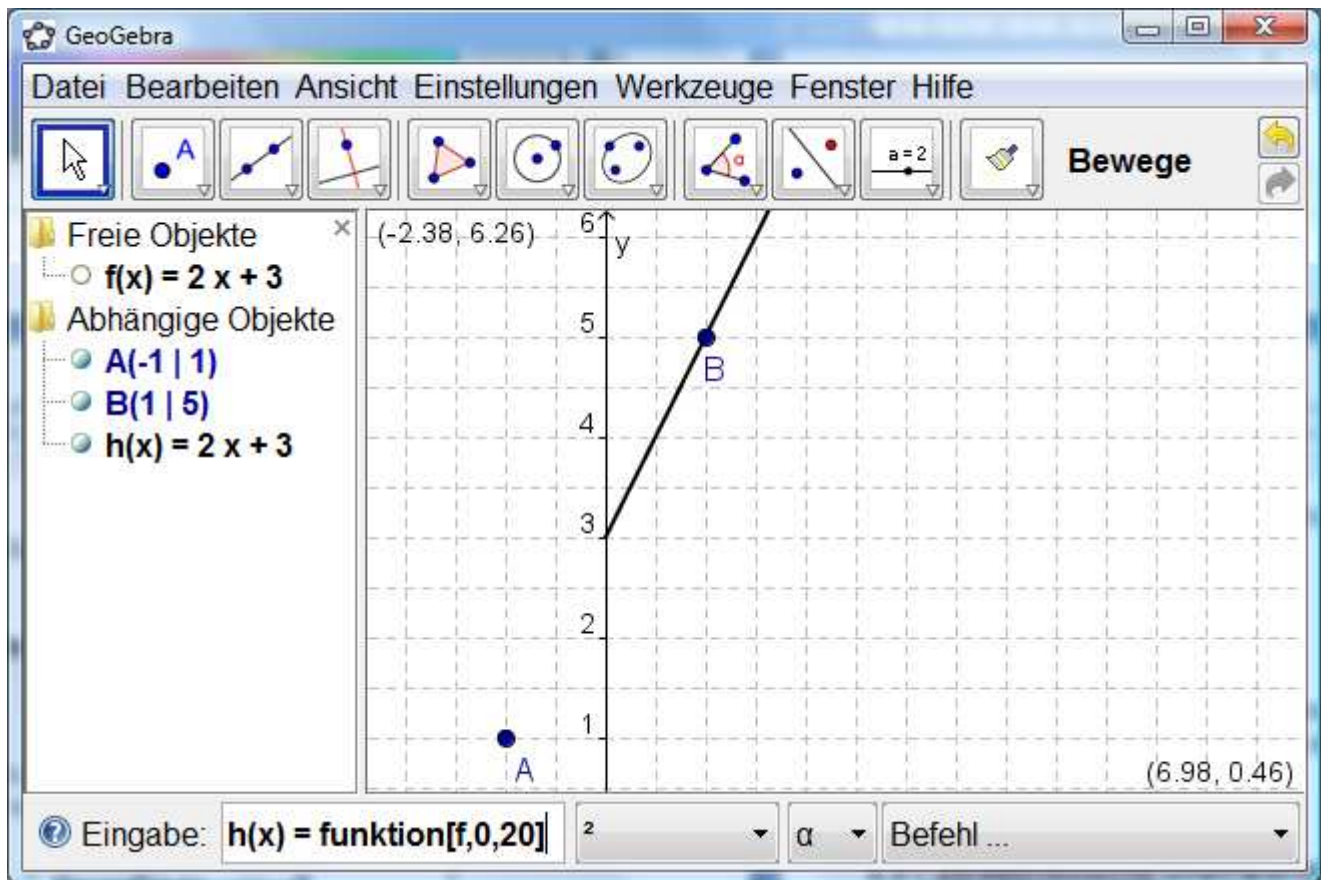 GeoGebra
Datei Bearbeiten Ansicht Einstellungen Werkzeuge Fenster Hilfe
A α a = 2 Bewege
Freie Objekte
f(x) = 2 x + 3
Abhängige Objekte
A(-1 | 1)
B(1 | 5)
h(x) = 2 x + 3
(-2.38, 6.26)
6
y
5
B
4
3
2
1
A
(6.98, 0.46)
Eingabe: h(x) = funktion[f,0,20] ² α Befehl ...